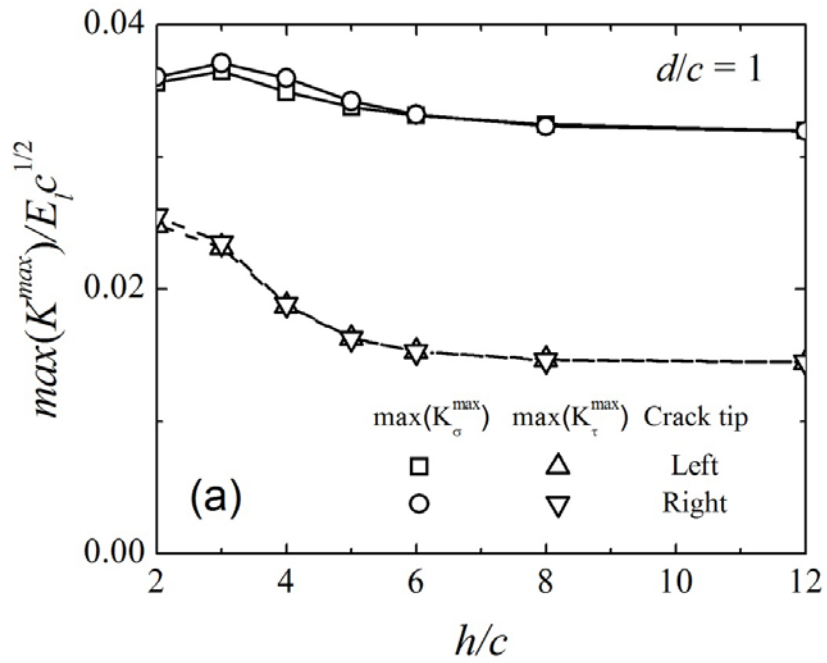 0.04
d/c = 1
max(K^max)/E_l c^1/2
0.02
max(K_σ^max) max(K_τ^max) Crack tip
Left
(a)
Right
0.00
2 4 6 8 10 12
h/c